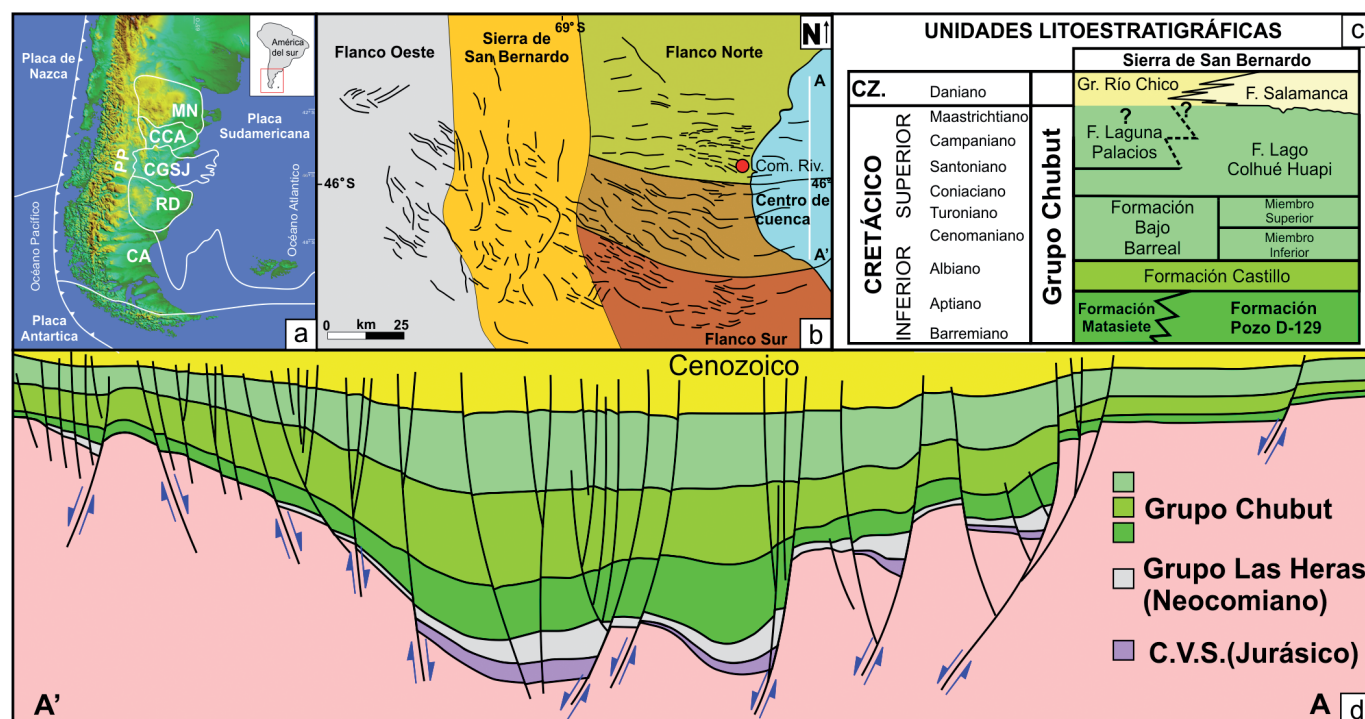 Placa de
Nazca
América
del sur
MN
Placa
Sudamericana
CCA
PP
CGSJ
RD
CA
Océano Pacifico
Océano Atlantico
Placa
Antartica
a
69°S
Flanco Oeste
Sierra de
San Bernardo
Flanco Norte
N
A
Com. Riv.
46°S
46°
Centro de
cuenca
A'
0 km 25
Flanco Sur
b
UNIDADES LITOESTRATIGRÁFICAS
c
Sierra de San Bernardo
CZ.
Daniano
Gr. Río Chico
F. Salamanca
CRETÁCICO
SUPERIOR
INFERIOR
Maastrichtiano
Campaniano
Santoniano
Coniaciano
Turoniano
Cenomaniano
Albiano
Aptiano
Barremiano
Grupo Chubut
? ?
F. Laguna
Palacios
F. Lago
Colhué Huapi
Formación
Bajo
Barreal
Miembro
Superior
Miembro
Inferior
Formación Castillo
Formación
Matasiete
Formación
Pozo D-129
Cenozoico
Grupo Chubut
Grupo Las Heras
(Neocomiano)
C.V.S.(Jurásico)
A'
A
d